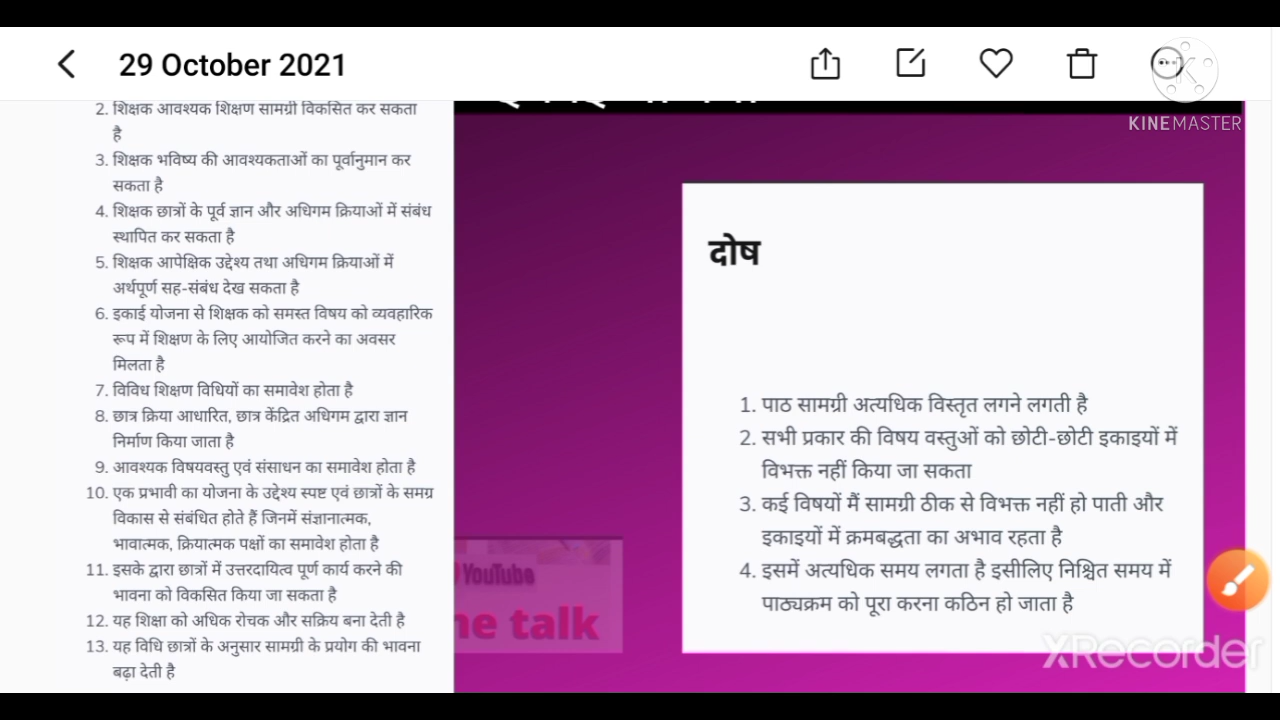 29 October 2021
KINEMASTER
2. शिक्षक आवश्यक शिक्षण सामग्री विकसित कर सकता
है
3. शिक्षक भविष्य की आवश्यकताओं का पूर्वानुमान कर
सकता है
4. शिक्षक छात्रों के पूर्व ज्ञान और अधिगम क्रियाओं में संबंध
स्थापित कर सकता है
5. शिक्षक आपेक्षिक उद्देश्य तथा अधिगम क्रियाओं में
अर्थपूर्ण सह-संबंध देख सकता है
6. इकाई योजना से शिक्षक को समस्त विषय को व्यवहारिक
रूप में शिक्षण के लिए आयोजित करने का अवसर
मिलता है
7. विविध शिक्षण विधियों का समावेश होता है
8. छात्र क्रिया आधारित, छात्र केंद्रित अधिगम द्वारा ज्ञान
निर्माण किया जाता है
9. आवश्यक विषयवस्तु एवं संसाधन का समावेश होता है
10. एक प्रभावी का योजना के उद्देश्य स्पष्ट एवं छात्रों के समग्र
विकास से संबंधित होते हैं जिनमें संज्ञानात्मक,
भावात्मक, क्रियात्मक पक्षों का समावेश होता है
11. इसके द्वारा छात्रों में उत्तरदायित्व पूर्ण कार्य करने की
भावना को विकसित किया जा सकता है
12. यह शिक्षा को अधिक रोचक और सक्रिय बना देती है
13. यह विधि छात्रों के अनुसार सामग्री के प्रयोग की भावना
बढ़ा देती है
दोष
1. पाठ सामग्री अत्यधिक विस्तृत लगने लगती है
2. सभी प्रकार की विषय वस्तुओं को छोटी-छोटी इकाइयों में
विभक्त नहीं किया जा सकता
3. कई विषयों मैं सामग्री ठीक से विभक्त नहीं हो पाती और
इकाइयों में क्रमबद्धता का अभाव रहता है
4. इसमें अत्यधिक समय लगता है इसीलिए निश्चित समय में
पाठ्यक्रम को पूरा करना कठिन हो जाता है
YouTube
ne talk
XRecorder